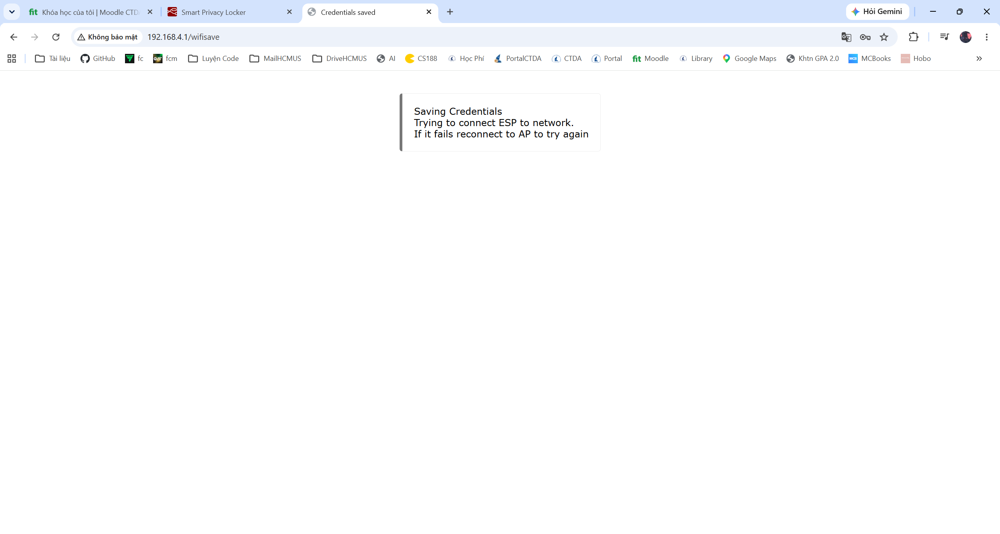 Khóa học của tôi | Moodle CTD
Smart Privacy Locker
Credentials saved
Hỏi Gemini
Không bảo mật
192.168.4.1/wifisave
Tài liệu
GitHub
fc
fcm
Luyện Code
MailHCMUS
DriveHCMUS
AI
CS188
Học Phí
PortalCTDA
CTDA
Portal
fit
Moodle
Library
Google Maps
Khtn GPA 2.0
MCB
MCBooks
Hobo
Saving Credentials
Trying to connect ESP to network.
If it fails reconnect to AP to try again